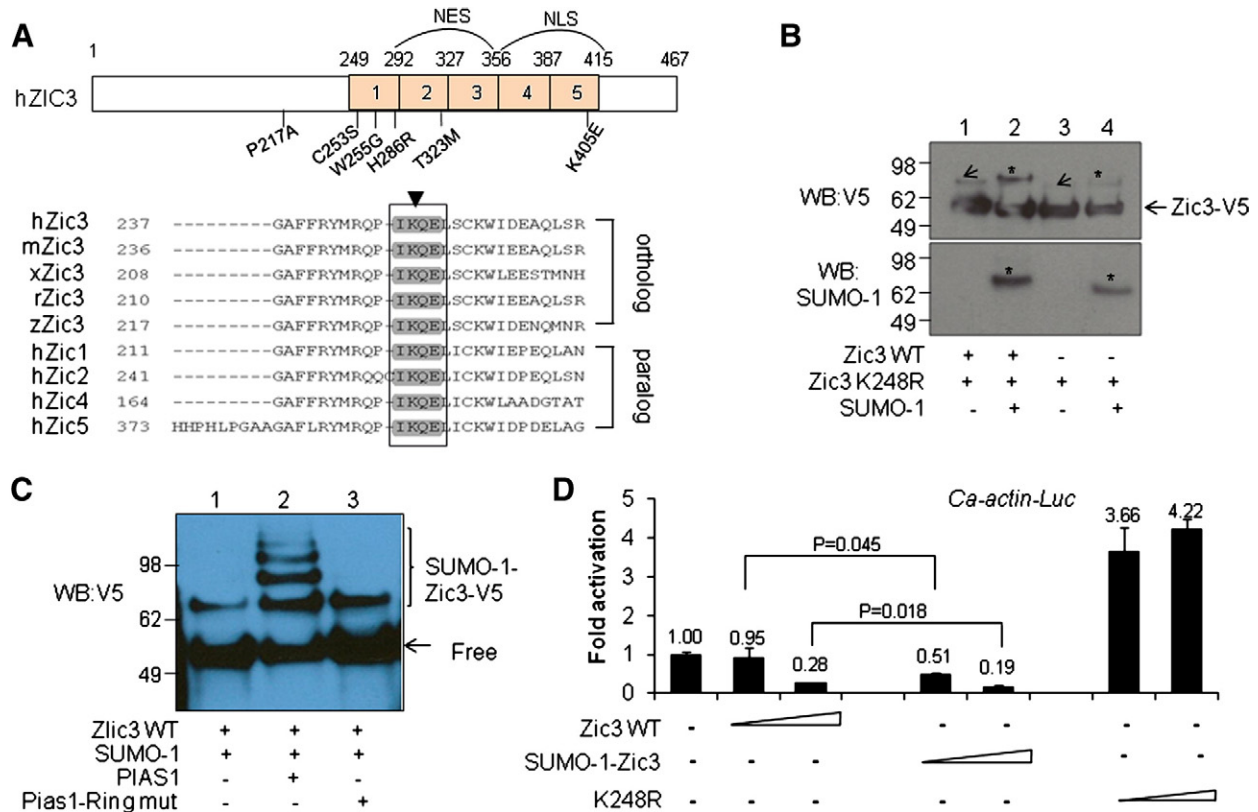 A
NES
NLS
1
249
292
327
356
387
415
467
hZIC3
1
2
3
4
5
P217A
C253S
W255G
H286R
T323M
K405E
hZic3 237 ---------GAFFRYMRQP-IKQELSCKWIDEAQLSR
mZic3 236 ---------GAFFRYMRQP-IKQELSCKWIDEAQLSR
xZic3 208 ---------GAFFRYMRQP-IKQELSCKWLEESTMNH
rZic3 210 ---------GAFFRYMRQP-IKQELSCKWIEEAQLSR
zZic3 217 ---------GAFFRYMRQP-IKQELSCKWIDENQMNR
hZic1 211 ---------GAFFRYMRQP-IKQELICKWIEPEQLAN
hZic2 241 ---------GAFFRYMRQQCIKQELICKWIDPEQLSN
hZic4 164 ---------GAFFRYMRQP-IKQELICKWLAADGTAT
hZic5 373 HHPHLPGAAGAFLRYMRQP-IKQELICKWIDPDELAG
ortholog
paralog
B
1 2 3 4
WB:V5
98
62
49
* *
Zic3-V5
WB:
SUMO-1
98
62
49
* *
Zic3 WT + + - -
Zic3 K248R + + + +
SUMO-1 - + - +
C
1 2 3
WB:V5
98
62
49
SUMO-1-
Zic3-V5
Free
Zlic3 WT + + +
SUMO-1 + + +
PIAS1 - + -
Pias1-Ring mut - - +
D
Ca-actin-Luc
Fold activation
5
4
3
2
1
0
1.00
0.95
0.28
0.51
0.19
3.66
4.22
P=0.045
P=0.018
Zic3 WT - - - - -
SUMO-1-Zic3 - - - - -
K248R - - - - -